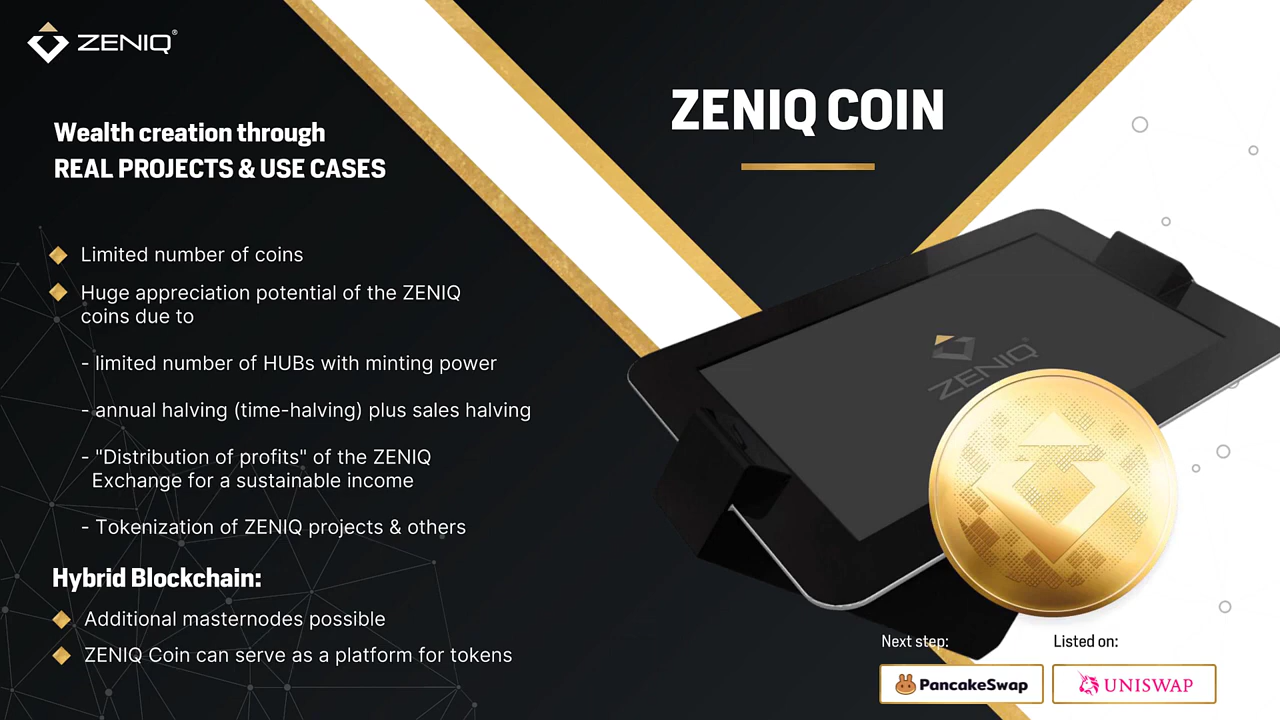 ZENIQ®
Wealth creation through
REAL PROJECTS & USE CASES
Limited number of coins
Huge appreciation potential of the ZENIQ
coins due to
- limited number of HUBs with minting power
- annual halving (time-halving) plus sales halving
- "Distribution of profits" of the ZENIQ
Exchange for a sustainable income
- Tokenization of ZENIQ projects & others
Hybrid Blockchain:
Additional masternodes possible
ZENIQ Coin can serve as a platform for tokens
ZENIQ COIN
ZENIQ
Next step:
PancakeSwap
Listed on:
UNISWAP